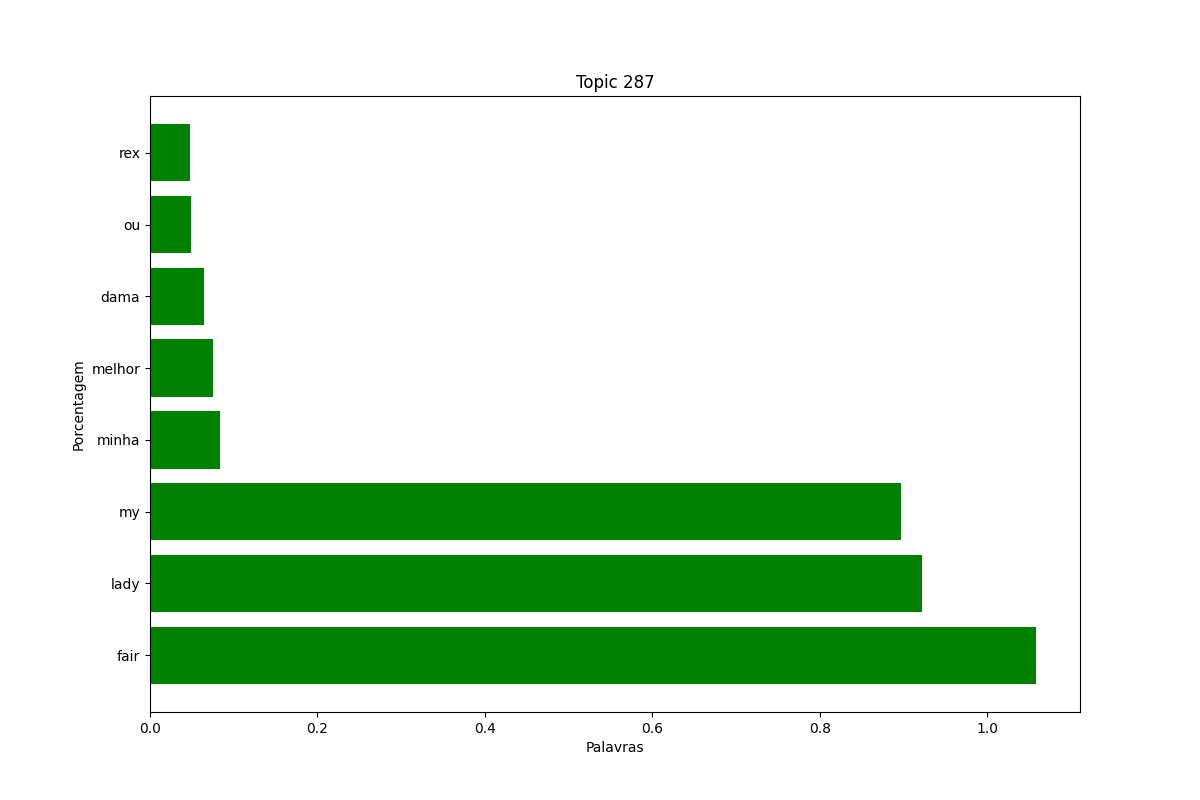 Topic 287
rex
ou
dama
melhor
minha
my
lady
fair
Porcentagem
0.0 0.2 0.4 0.6 0.8 1.0
Palavras